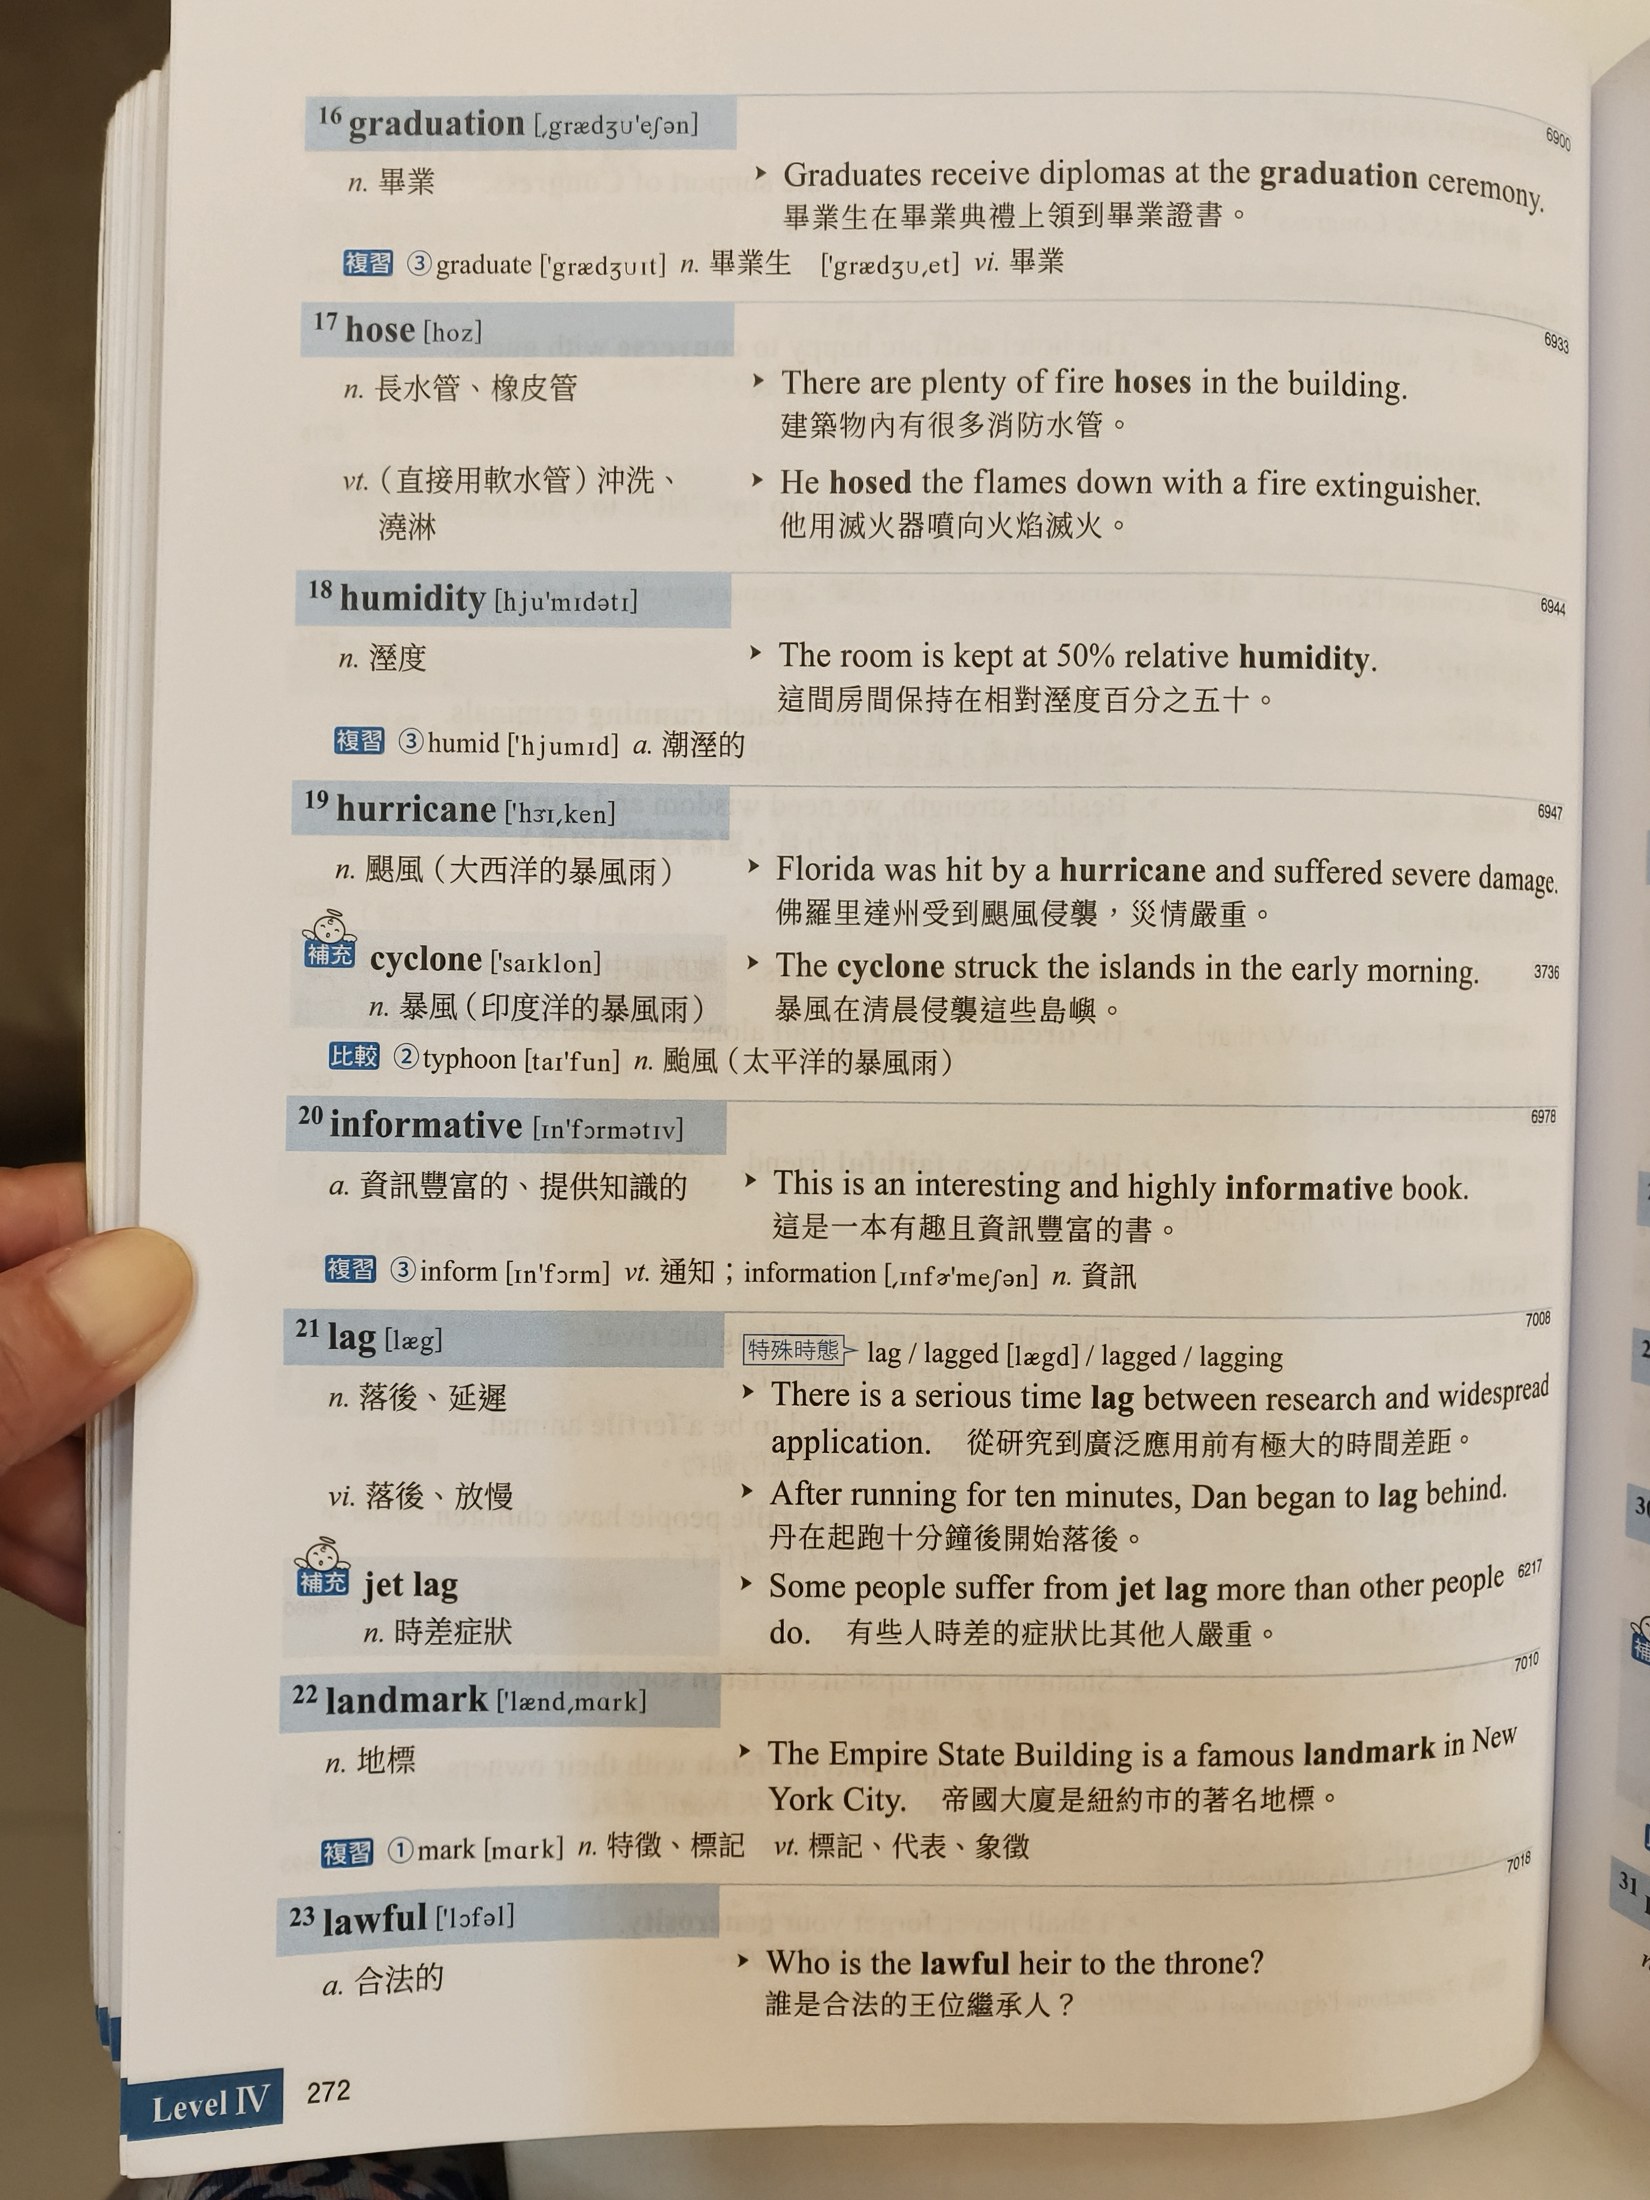 16 graduation [ˌgrædʒʊˈeʃən]
6900
n. 畢業
➤ Graduates receive diplomas at the graduation ceremony.
畢業生在畢業典禮上領到畢業證書。
複習 ③graduate [ˈgrædʒʊɪt] n. 畢業生 [ˈgrædʒʊˌet] vi. 畢業
17 hose [hoz]
6933
n. 長水管、橡皮管
➤ There are plenty of fire hoses in the building.
建築物內有很多消防水管。
vt.（直接用軟水管）沖洗、
澆淋
➤ He hosed the flames down with a fire extinguisher.
他用滅火器噴向火焰滅火。
18 humidity [hjuˈmɪdətɪ]
6944
n. 溼度
➤ The room is kept at 50% relative humidity.
這間房間保持在相對溼度百分之五十。
複習 ③humid [ˈhjumɪd] a. 潮溼的
19 hurricane [ˈhɝɪˌken]
6947
n. 颶風（大西洋的暴風雨）
➤ Florida was hit by a hurricane and suffered severe damage.
佛羅里達州受到颶風侵襲，災情嚴重。
補充 cyclone [ˈsaɪklon]
n. 暴風（印度洋的暴風雨）
➤ The cyclone struck the islands in the early morning. 3736
暴風在清晨侵襲這些島嶼。
比較 ②typhoon [taɪˈfun] n. 颱風（太平洋的暴風雨）
20 informative [ɪnˈfɔrmətɪv]
6978
a. 資訊豐富的、提供知識的
➤ This is an interesting and highly informative book.
這是一本有趣且資訊豐富的書。
複習 ③inform [ɪnˈfɔrm] vt. 通知；information [ˌɪnfɚˈmeʃən] n. 資訊
21 lag [læg]
7008
特殊時態 lag / lagged [lægd] / lagged / lagging
n. 落後、延遲
➤ There is a serious time lag between research and widespread
application. 從研究到廣泛應用前有極大的時間差距。
vi. 落後、放慢
➤ After running for ten minutes, Dan began to lag behind.
丹在起跑十分鐘後開始落後。
補充 jet lag
n. 時差症狀
➤ Some people suffer from jet lag more than other people 6217
do. 有些人時差的症狀比其他人嚴重。
22 landmark [ˈlændˌmɑrk]
7010
n. 地標
➤ The Empire State Building is a famous landmark in New
York City. 帝國大廈是紐約市的著名地標。
複習 ①mark [mɑrk] n. 特徵、標記 vt. 標記、代表、象徵
23 lawful [ˈlɔfəl]
7018
a. 合法的
➤ Who is the lawful heir to the throne?
誰是合法的王位繼承人？
Level Ⅳ 272
31